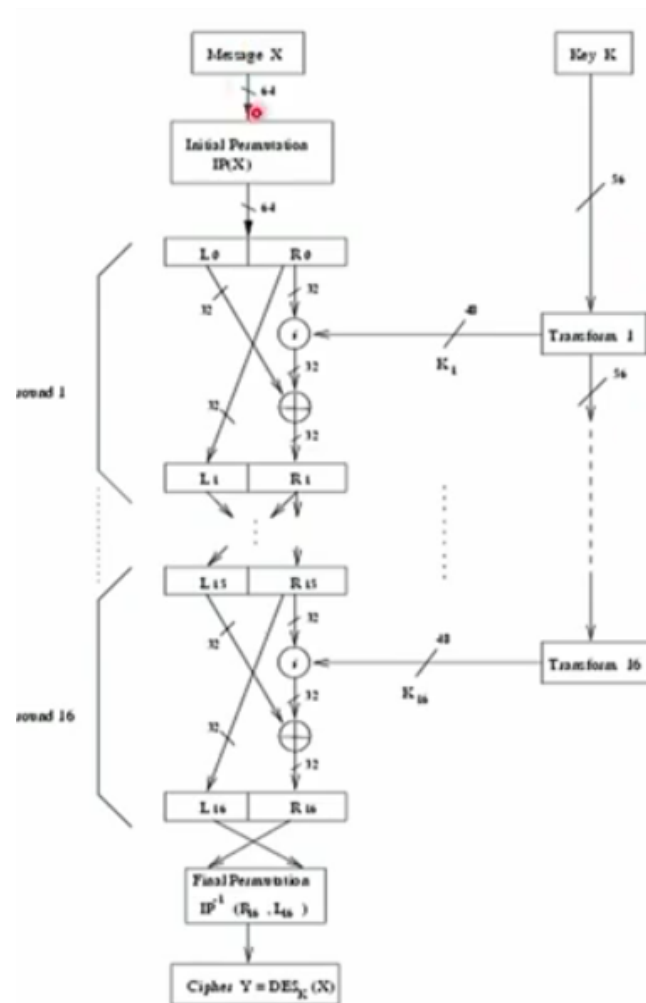 Message X
Key K
64
Initial Permutation
IP(X)
56
64
L0 R0
32
32
48
f
Transform 1
K1
ound 1
56
32
32
32
L1 R1
L15 R15
32
32
48
f
Transform 16
K16
ound 16
32
32
32
L16 R16
Final Permutation
IP-1 (R16 , L16 )
Cipher Y = DESK (X)